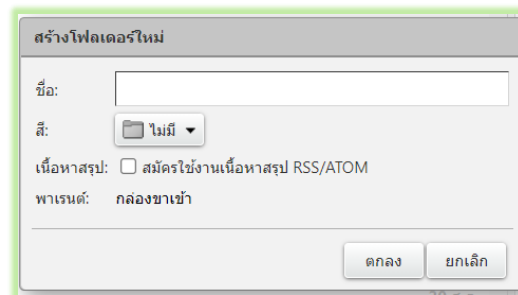 สร้างโฟลเดอร์ใหม่
ชื่อ:
สี: ไม่มี
เนื้อหาสรุป: สมัครใช้งานเนื้อหาสรุป RSS/ATOM
พาเรนต์: กล่องขาเข้า
ตกลง ยกเลิก